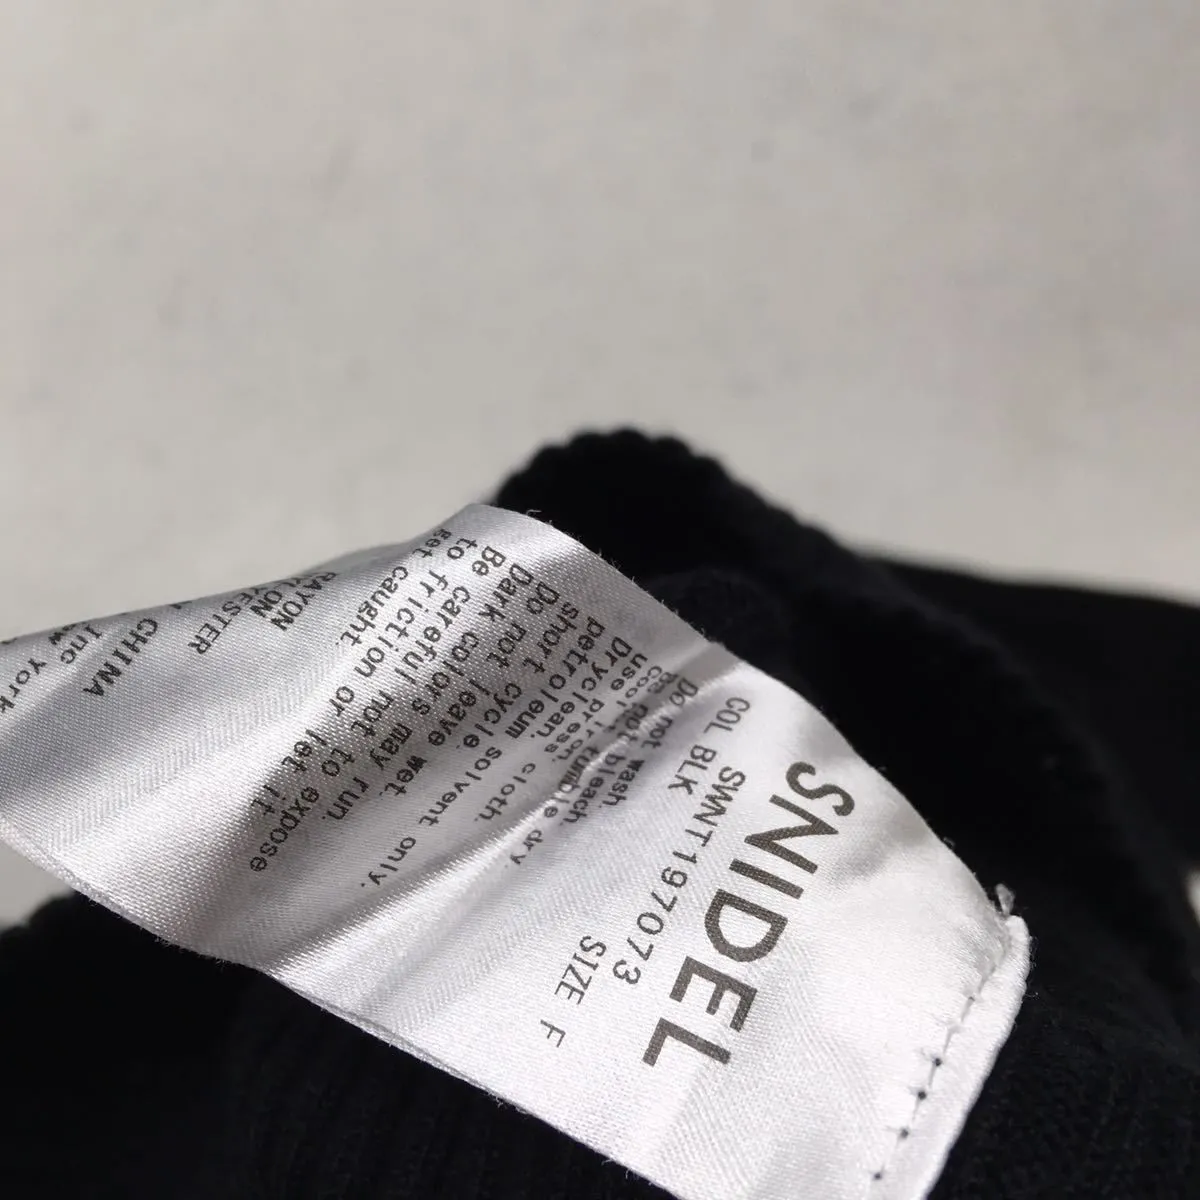 SNIDEL
SWNT197073
COL BLK SIZE F
Do not wash.
Do not bleach.
Do not tumble dry
cool iron.
use press cloth.
Dryclean.
petroleum solvent only.
short cycle.
Do not leave wet.
Dark colors may run.
Be careful not to expose
to friction or let it
get caught.
RAYON
CHINA
Inc